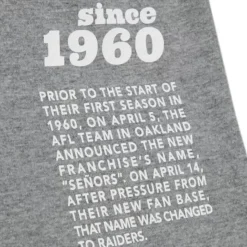 since
1960
PRIOR TO THE START OF
THEIR FIRST SEASON IN
1960, ON APRIL 5, THE
AFL TEAM IN OAKLAND
ANNOUNCED THE NEW
FRANCHISE'S NAME,
"SEÑORS". ON APRIL 14,
AFTER PRESSURE FROM
THEIR NEW FAN BASE,
THAT NAME WAS CHANGED
TO RAIDERS.